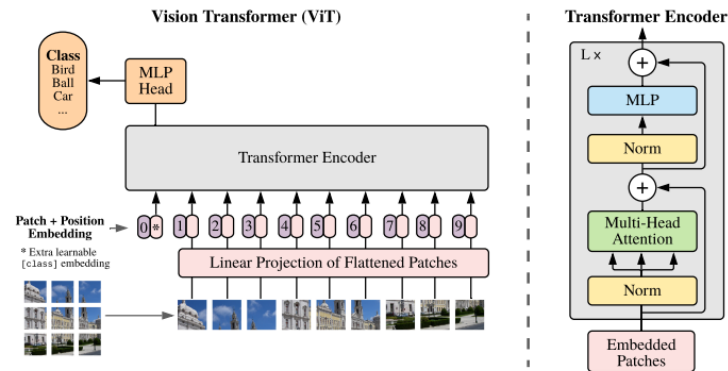 Vision Transformer (ViT)
Class
Bird
Ball
Car
...
MLP
Head
Transformer Encoder
Patch + Position
Embedding
0 * 1 2 3 4 5 6 7 8 9
* Extra learnable
[class] embedding
Linear Projection of Flattened Patches
Transformer Encoder
L x
+
MLP
Norm
+
Multi-Head
Attention
Norm
Embedded
Patches